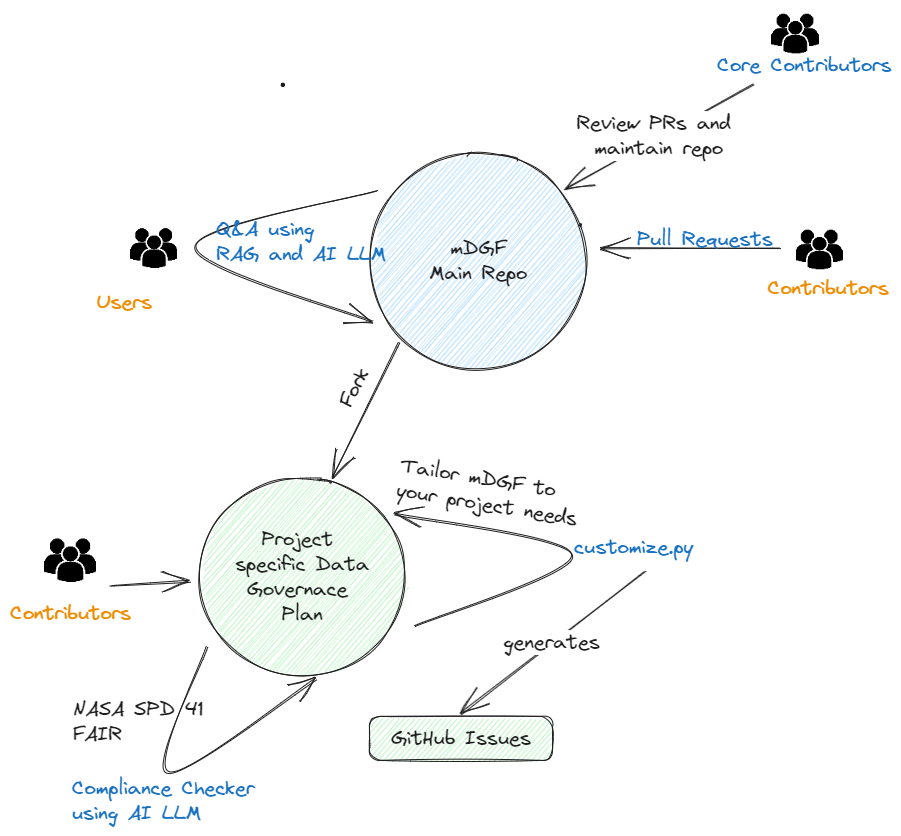 Core Contributors
Review PRs and
maintain repo
Q&A using
RAG and AI LLM
Users
mDGF
Main Repo
Pull Requests
Contributors
Fork
Tailor mDGF to
your project needs
customize.py
Project
specific Data
Governace
Plan
Contributors
generates
GitHub Issues
NASA SPD 41
FAIR
Compliance Checker
using AI LLM